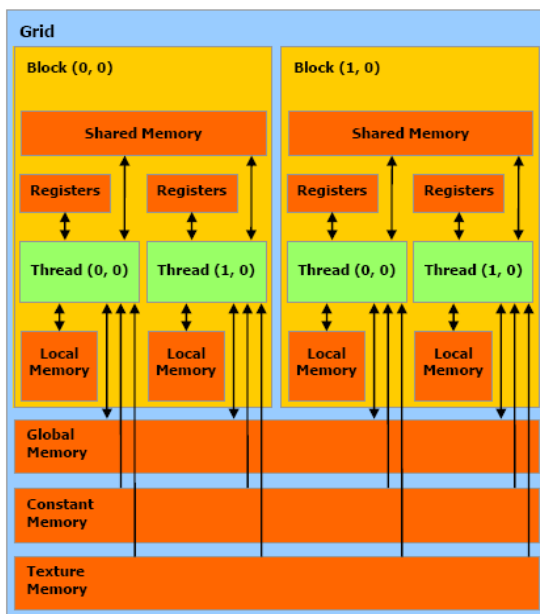 Grid
Block (0, 0)
Block (1, 0)
Shared Memory
Shared Memory
Registers
Registers
Registers
Registers
Thread (0, 0)
Thread (1, 0)
Thread (0, 0)
Thread (1, 0)
Local
Memory
Local
Memory
Local
Memory
Local
Memory
Global
Memory
Constant
Memory
Texture
Memory